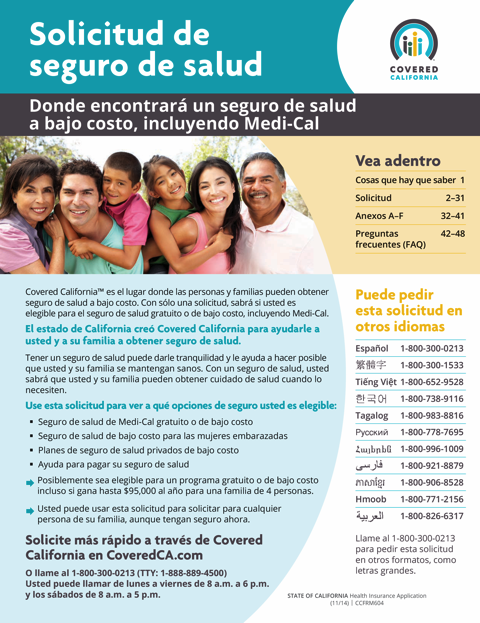 Solicitud de
seguro de salud
COVERED
CALIFORNIA
Donde encontrará un seguro de salud
a bajo costo, incluyendo Medi-Cal
Vea adentro
Cosas que hay que saber 1
Solicitud 2–31
Anexos A–F 32–41
Preguntas 42–48
frecuentes (FAQ)
Covered California™ es el lugar donde las personas y familias pueden obtener
seguro de salud a bajo costo. Con sólo una solicitud, sabrá si usted es
elegible para el seguro de salud gratuito o de bajo costo, incluyendo Medi-Cal.
El estado de California creó Covered California para ayudarle a
usted y a su familia a obtener seguro de salud.
Tener un seguro de salud puede darle tranquilidad y le ayuda a hacer posible
que usted y su familia se mantengan sanos. Con un seguro de salud, usted
sabrá que usted y su familia pueden obtener cuidado de salud cuando lo
necesiten.
Use esta solicitud para ver a qué opciones de seguro usted es elegible:
▪ Seguro de salud de Medi-Cal gratuito o de bajo costo
▪ Seguro de salud de bajo costo para las mujeres embarazadas
▪ Planes de seguro de salud privados de bajo costo
▪ Ayuda para pagar su seguro de salud
Posiblemente sea elegible para un programa gratuito o de bajo costo
incluso si gana hasta $95,000 al año para una familia de 4 personas.
Usted puede usar esta solicitud para solicitar para cualquier
persona de su familia, aunque tengan seguro ahora.
Solicite más rápido a través de Covered
California en CoveredCA.com
O llame al 1-800-300-0213 (TTY: 1-888-889-4500)
Usted puede llamar de lunes a viernes de 8 a.m. a 6 p.m.
y los sábados de 8 a.m. a 5 p.m.
Puede pedir
esta solicitud en
otros idiomas
Español 1-800-300-0213
繁體字 1-800-300-1533
Tiếng Việt 1-800-652-9528
한국어 1-800-738-9116
Tagalog 1-800-983-8816
Русский 1-800-778-7695
Հայերեն 1-800-996-1009
فارسی 1-800-921-8879
ភាសាខ្មែរ 1-800-906-8528
Hmoob 1-800-771-2156
العربية 1-800-826-6317
Llame al 1-800-300-0213
para pedir esta solicitud
en otros formatos, como
letras grandes.
STATE OF CALIFORNIA Health Insurance Application
(11/14) | CCFRM604